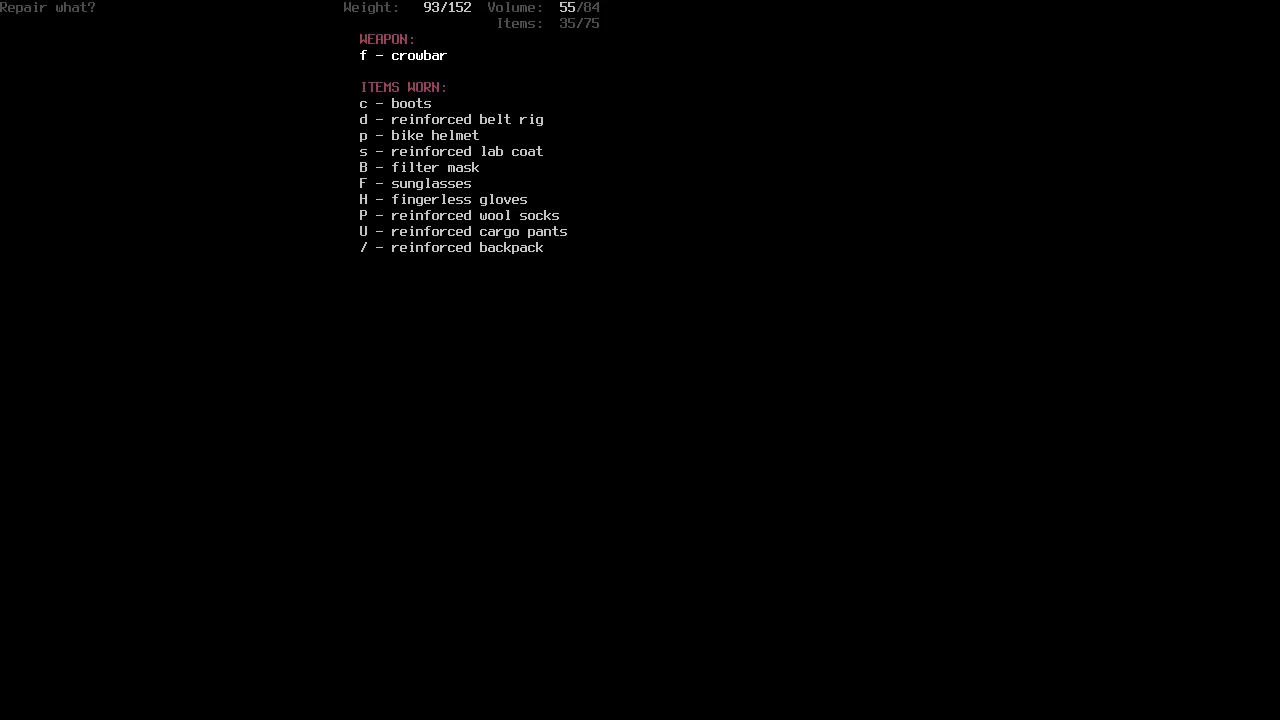 Repair what? Weight: 93/152 Volume: 55/84
Items: 35/75
WEAPON:
f - crowbar
ITEMS WORN:
c - boots
d - reinforced belt rig
p - bike helmet
s - reinforced lab coat
B - filter mask
F - sunglasses
H - fingerless gloves
P - reinforced wool socks
U - reinforced cargo pants
/ - reinforced backpack